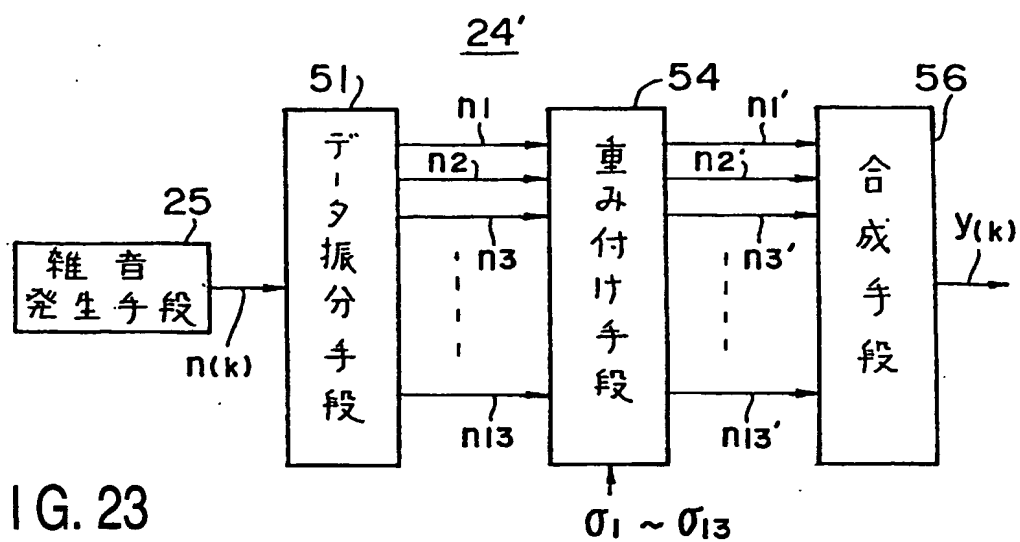 24'
51
54
56
25
雑音
発生手段
n(k)
データ振分手段
n1
n2
n3
n13
重み付け手段
σ1 ~ σ13
n1'
n2'
n3'
n13'
合成手段
y(k)
IG. 23